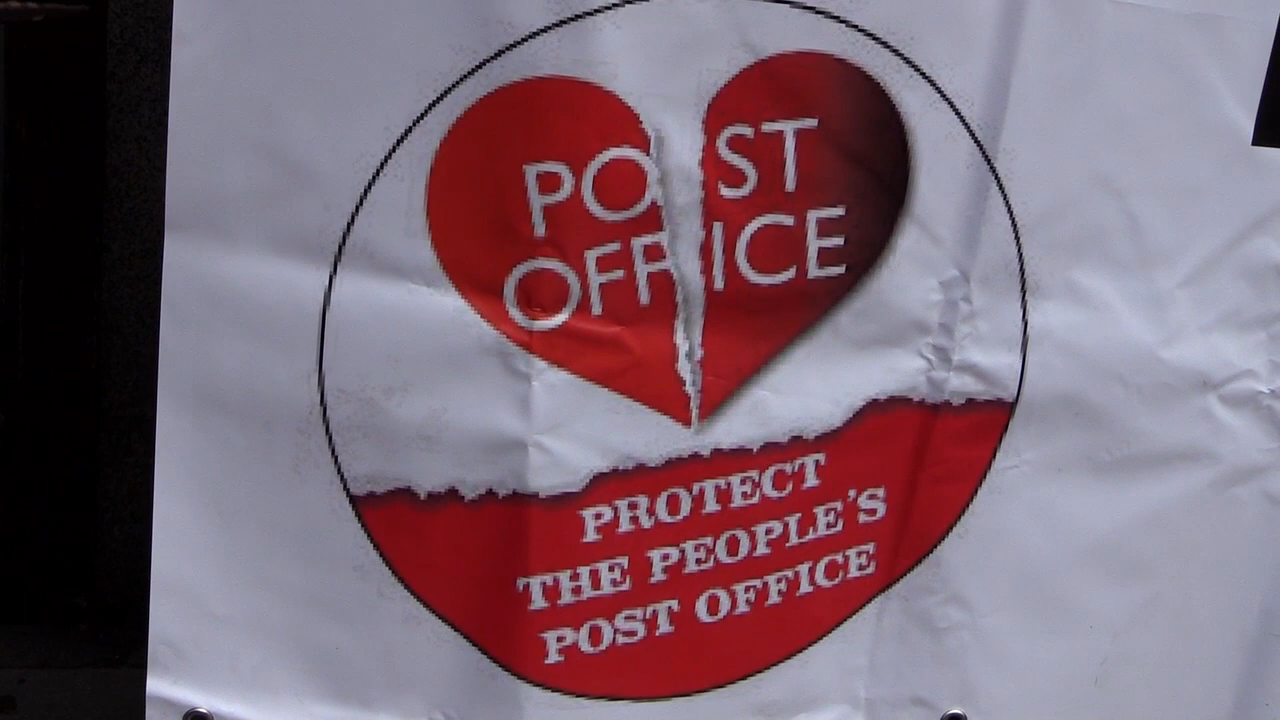 POST
OFFICE
PROTECT
THE PEOPLE'S
POST OFFICE